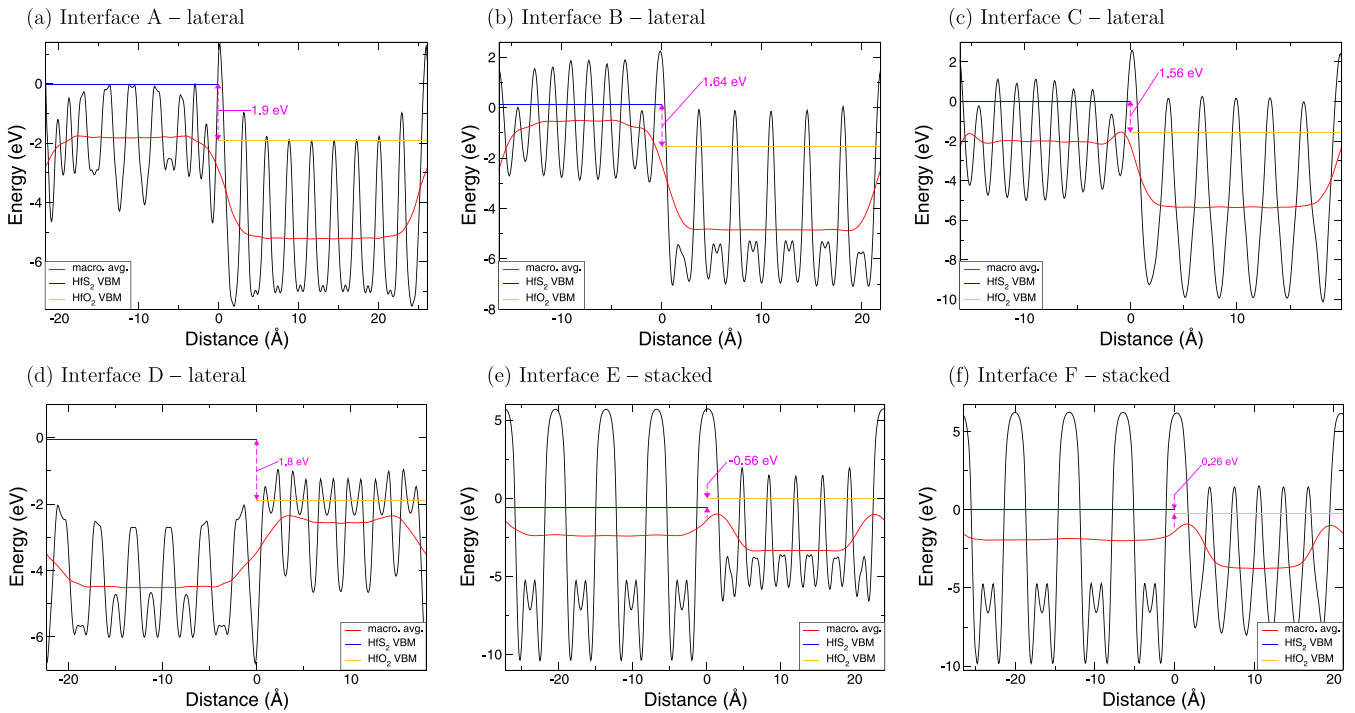 (a) Interface A – lateral
0
-2
-4
-6
Energy (eV)
1.9 eV
macro. avg.
HfS₂ VBM
HfO₂ VBM
-20 -10 0 10 20
Distance (Å)
(b) Interface B – lateral
2
0
-2
-4
-6
-8
Energy (eV)
1.64 eV
macro. avg.
HfS₂ VBM
HfO₂ VBM
-10 0 10 20
Distance (Å)
(c) Interface C – lateral
2
0
-2
-4
-6
-8
-10
Energy (eV)
1.56 eV
macro. avg.
HfS₂ VBM
HfO₂ VBM
-10 0 10
Distance (Å)
(d) Interface D – lateral
0
-2
-4
-6
Energy (eV)
1.8 eV
macro. avg.
HfS₂ VBM
HfO₂ VBM
-20 -10 0 10
Distance (Å)
(e) Interface E – stacked
5
0
-5
-10
Energy (eV)
-0.56 eV
macro. avg.
HfS₂ VBM
HfO₂ VBM
-20 -10 0 10 20
Distance (Å)
(f) Interface F – stacked
5
0
-5
-10
Energy (eV)
0.26 eV
macro. avg.
HfS₂ VBM
HfO₂ VBM
-20 -10 0 10 20
Distance (Å)